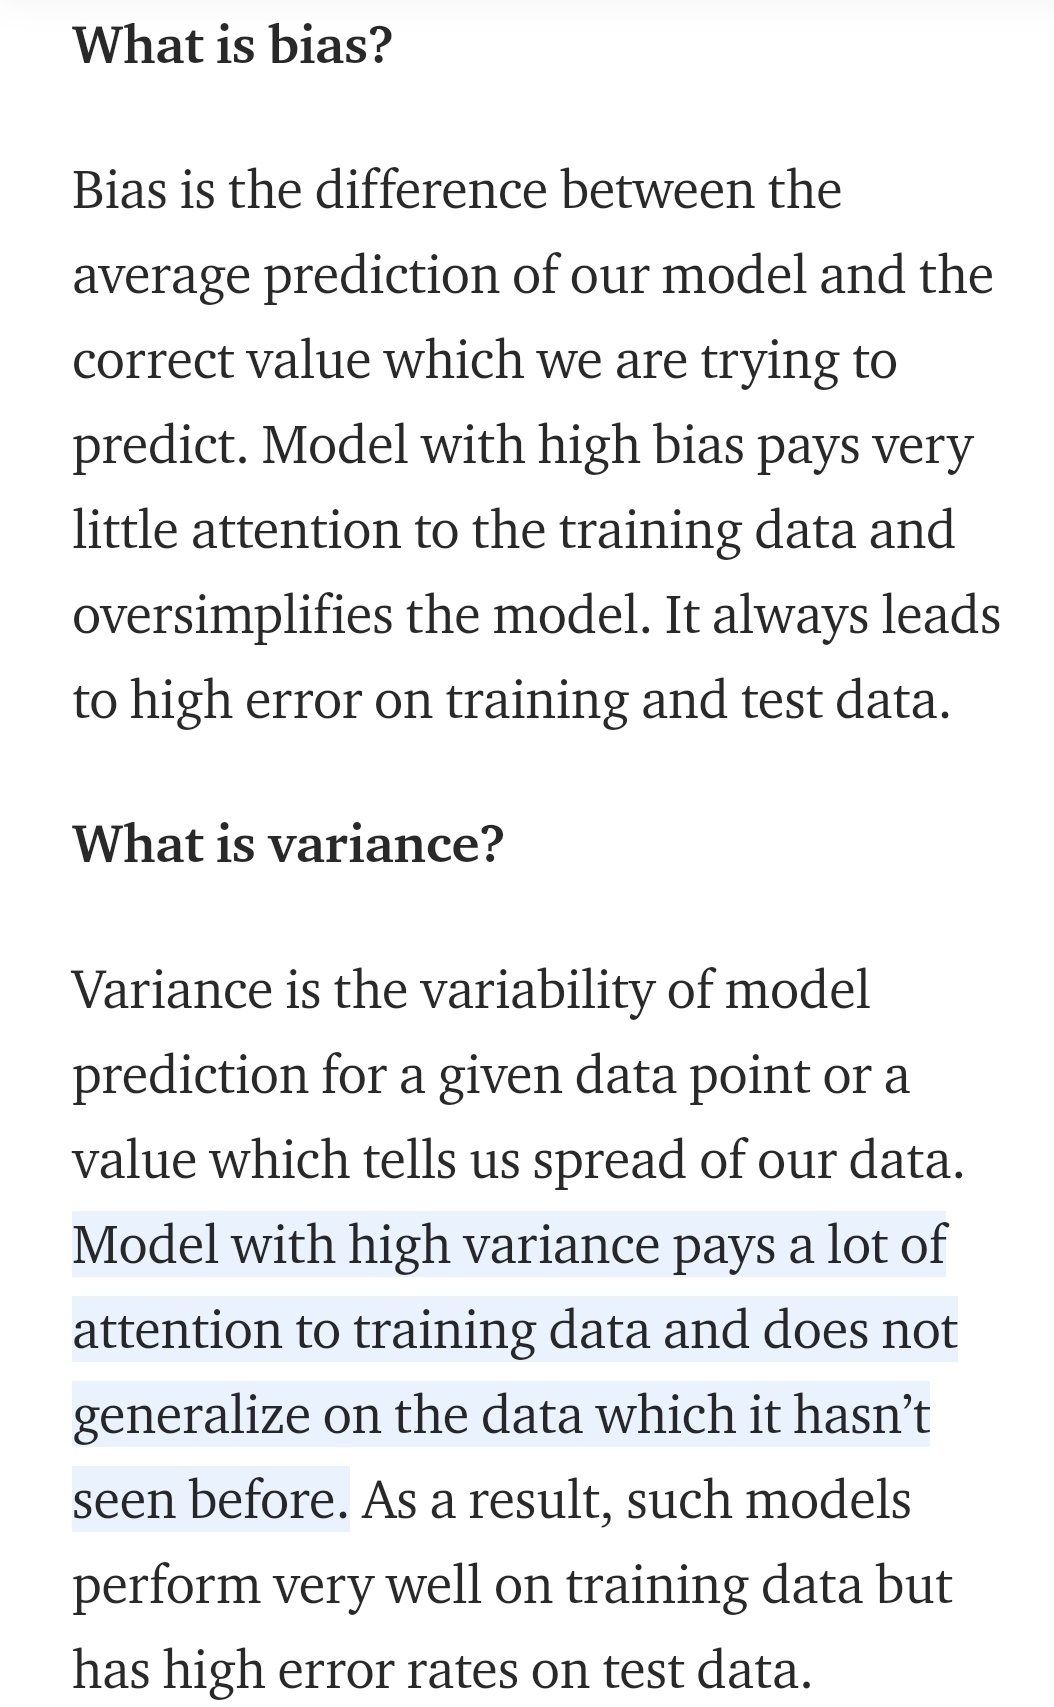 What is bias?
Bias is the difference between the
average prediction of our model and the
correct value which we are trying to
predict. Model with high bias pays very
little attention to the training data and
oversimplifies the model. It always leads
to high error on training and test data.
What is variance?
Variance is the variability of model
prediction for a given data point or a
value which tells us spread of our data.
Model with high variance pays a lot of
attention to training data and does not
generalize on the data which it hasn’t
seen before. As a result, such models
perform very well on training data but
has high error rates on test data.